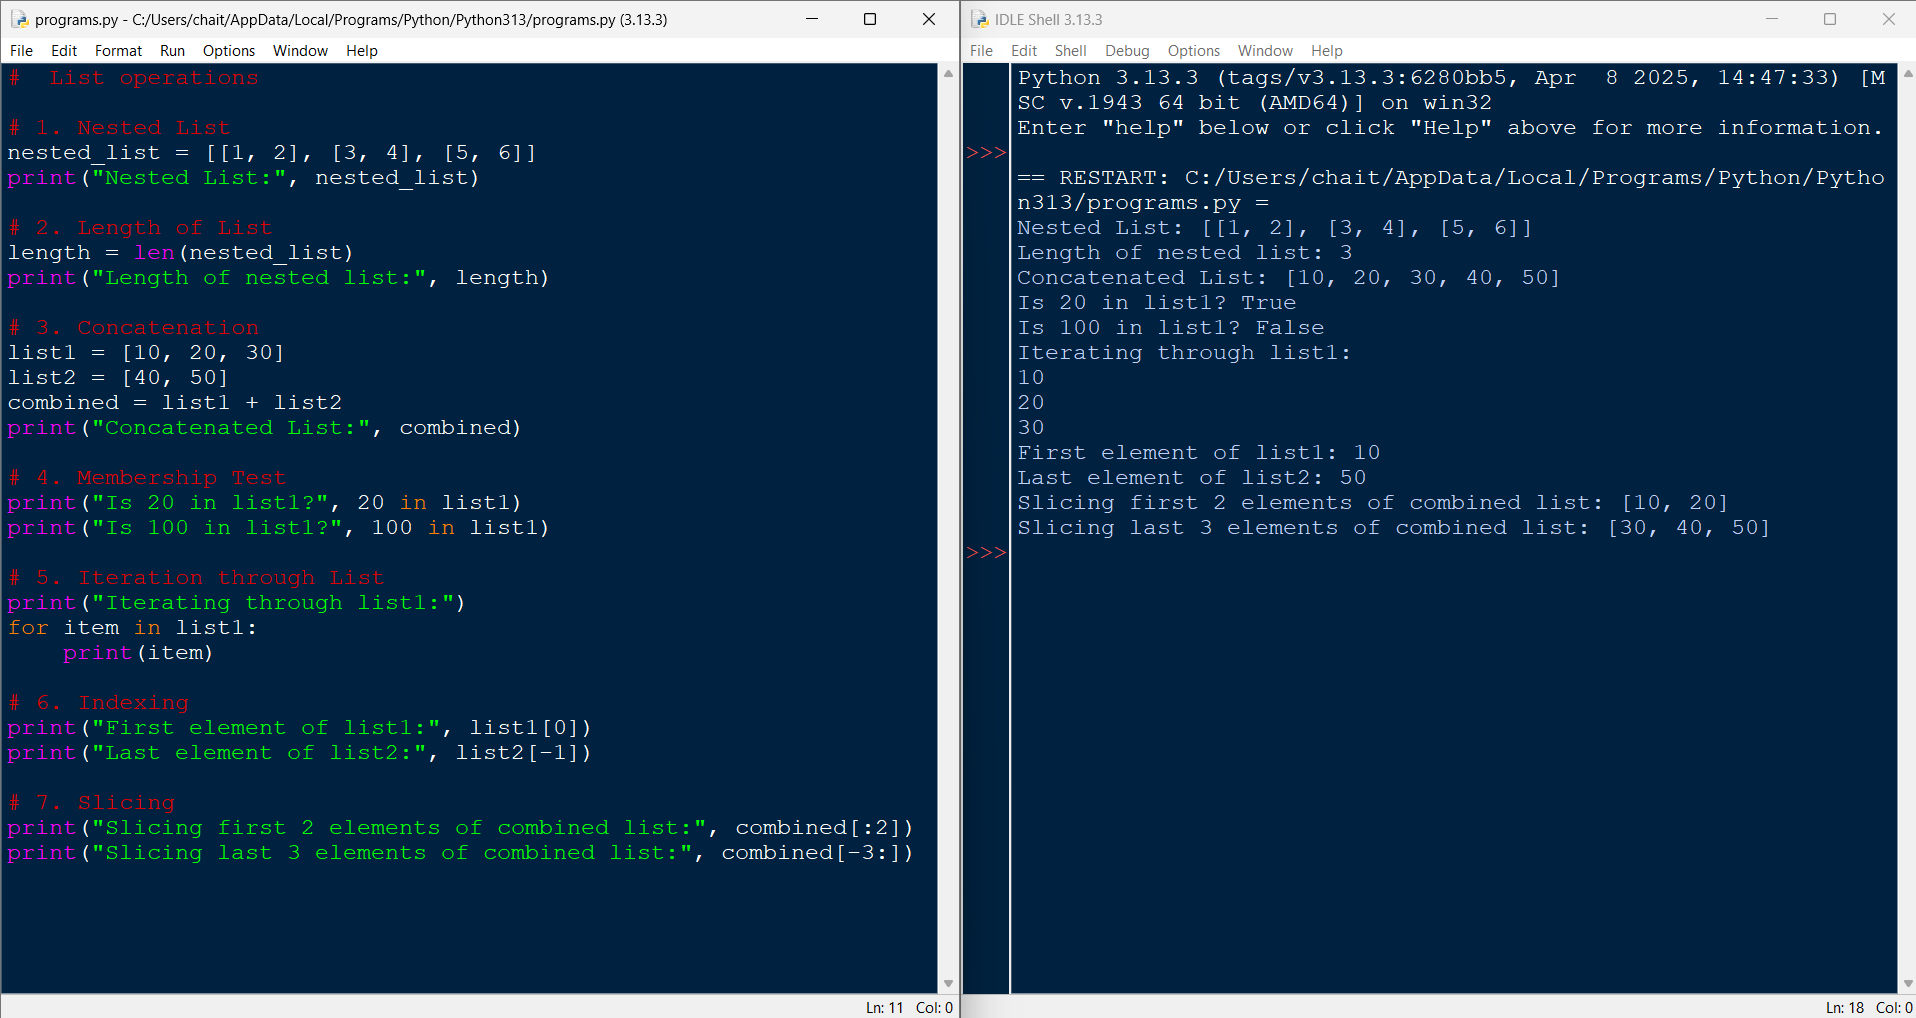 programs.py - C:/Users/chait/AppData/Local/Programs/Python/Python313/programs.py (3.13.3)
File Edit Format Run Options Window Help
#  List operations

# 1. Nested List
nested_list = [[1, 2], [3, 4], [5, 6]]
print("Nested List:", nested_list)

# 2. Length of List
length = len(nested_list)
print("Length of nested list:", length)

# 3. Concatenation
list1 = [10, 20, 30]
list2 = [40, 50]
combined = list1 + list2
print("Concatenated List:", combined)

# 4. Membership Test
print("Is 20 in list1?", 20 in list1)
print("Is 100 in list1?", 100 in list1)

# 5. Iteration through List
print("Iterating through list1:")
for item in list1:
    print(item)

# 6. Indexing
print("First element of list1:", list1[0])
print("Last element of list2:", list2[-1])

# 7. Slicing
print("Slicing first 2 elements of combined list:", combined[:2])
print("Slicing last 3 elements of combined list:", combined[-3:])
Ln: 11 Col: 0
IDLE Shell 3.13.3
File Edit Shell Debug Options Window Help
Python 3.13.3 (tags/v3.13.3:6280bb5, Apr  8 2025, 14:47:33) [M
SC v.1943 64 bit (AMD64)] on win32
Enter "help" below or click "Help" above for more information.
>>>
== RESTART: C:/Users/chait/AppData/Local/Programs/Python/Pytho
n313/programs.py =
Nested List: [[1, 2], [3, 4], [5, 6]]
Length of nested list: 3
Concatenated List: [10, 20, 30, 40, 50]
Is 20 in list1? True
Is 100 in list1? False
Iterating through list1:
10
20
30
First element of list1: 10
Last element of list2: 50
Slicing first 2 elements of combined list: [10, 20]
Slicing last 3 elements of combined list: [30, 40, 50]
>>>
Ln: 18 Col: 0